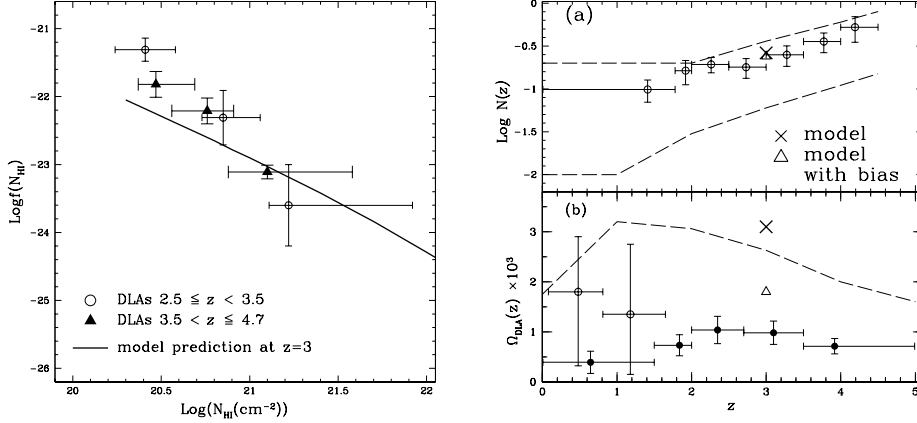 -21
-22
-23
-24
-25
-26
Logf(N_HI)
○ DLAs 2.5 ≦ z < 3.5
▲ DLAs 3.5 < z ≦ 4.7
model prediction at z=3
20 20.5 21 21.5 22
Log(N_HI(cm⁻²))
(a)
-0
-0.5
-1
-1.5
-2
Log N(z)
× model
△ model
with bias
(b)
3
2
1
0
Ω_DLA(z) ×10³
0 1 2 3 4 5
z